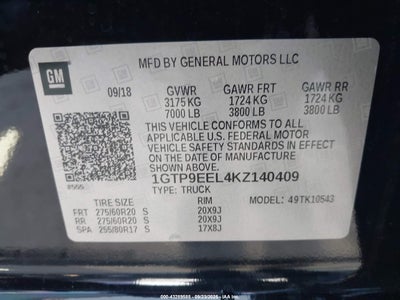 GM
MFD BY GENERAL MOTORS LLC
09/18
GVWR GAWR FRT GAWR RR
3175 KG 1724 KG 1724 KG
7000 LB 3800 LB 3800 LB
THIS VEHICLE CONFORMS TO ALL
APPLICABLE U.S. FEDERAL MOTOR
VEHICLE SAFETY STANDARDS IN EFFECT
ON THE DATE OF MANUFACTURE SHOWN ABOVE.
1GTP9EEL4KZ140409
TYPE: TRUCK
TIRE SIZE RIM MODEL: 49TK10543
FRT 275/60R20 S 20X9J
RR 275/60R20 S 20X9J
SPA 255/80R17 S 17X8J